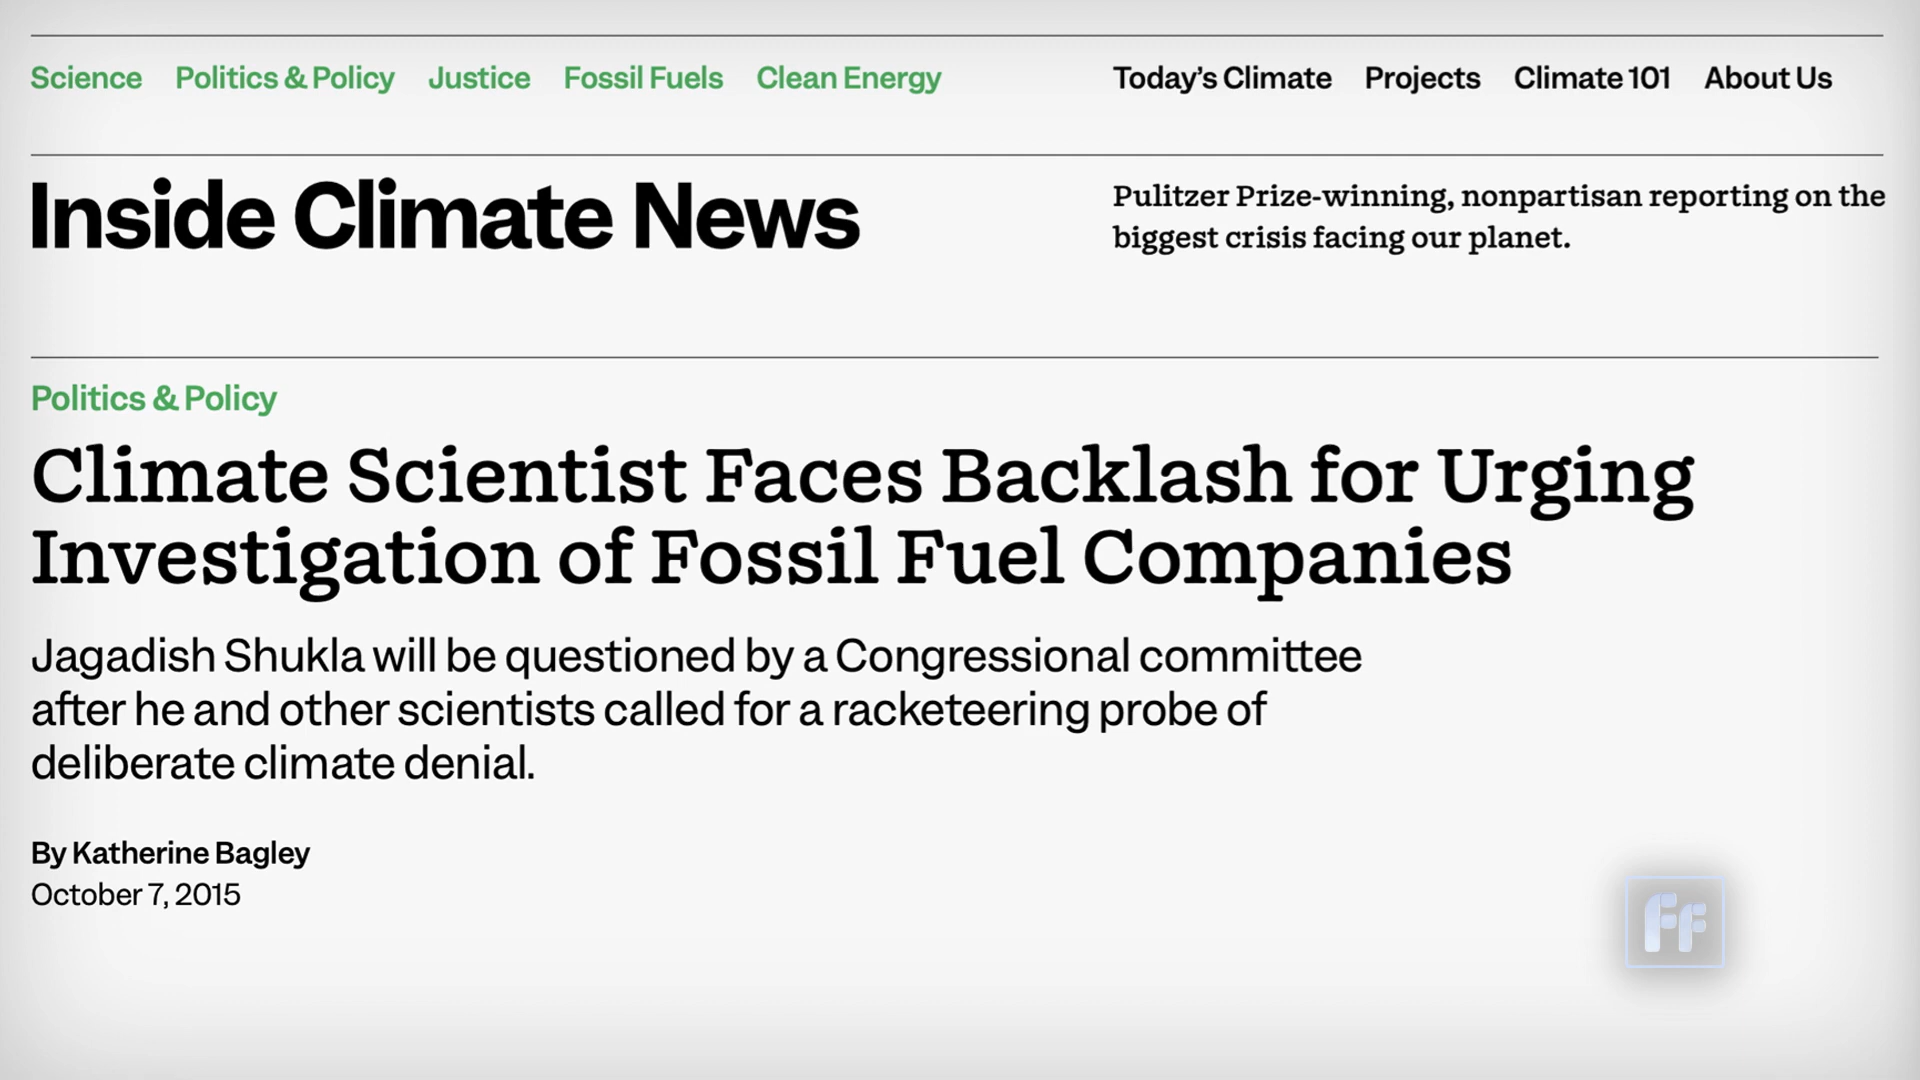 Science Politics & Policy Justice Fossil Fuels Clean Energy Today's Climate Projects Climate 101 About Us
Inside Climate News
Pulitzer Prize-winning, nonpartisan reporting on the
biggest crisis facing our planet.
Politics & Policy
Climate Scientist Faces Backlash for Urging
Investigation of Fossil Fuel Companies
Jagadish Shukla will be questioned by a Congressional committee
after he and other scientists called for a racketeering probe of
deliberate climate denial.
By Katherine Bagley
October 7, 2015
FF